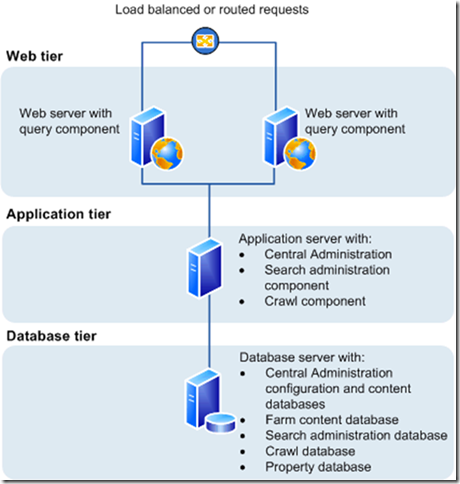 Load balanced or routed requests
Web tier
Web server with
query component
Web server with
query component
Application tier
Application server with:
• Central Administration
• Search administration
component
• Crawl component
Database tier
Database server with:
• Central Administration
configuration and content
databases
• Farm content database
• Search administration database
• Crawl database
• Property database